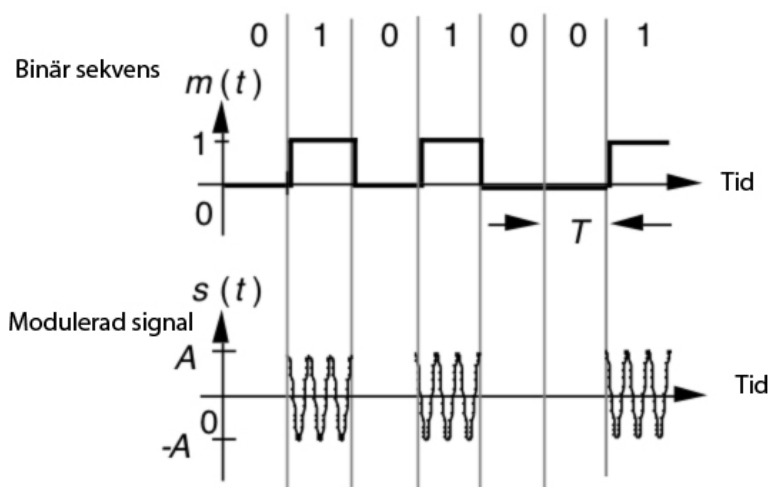 0 1 0 1 0 0 1
Binär sekvens
m (t)
1
Tid
0
T
s (t)
Modulerad signal
A
Tid
0
-A